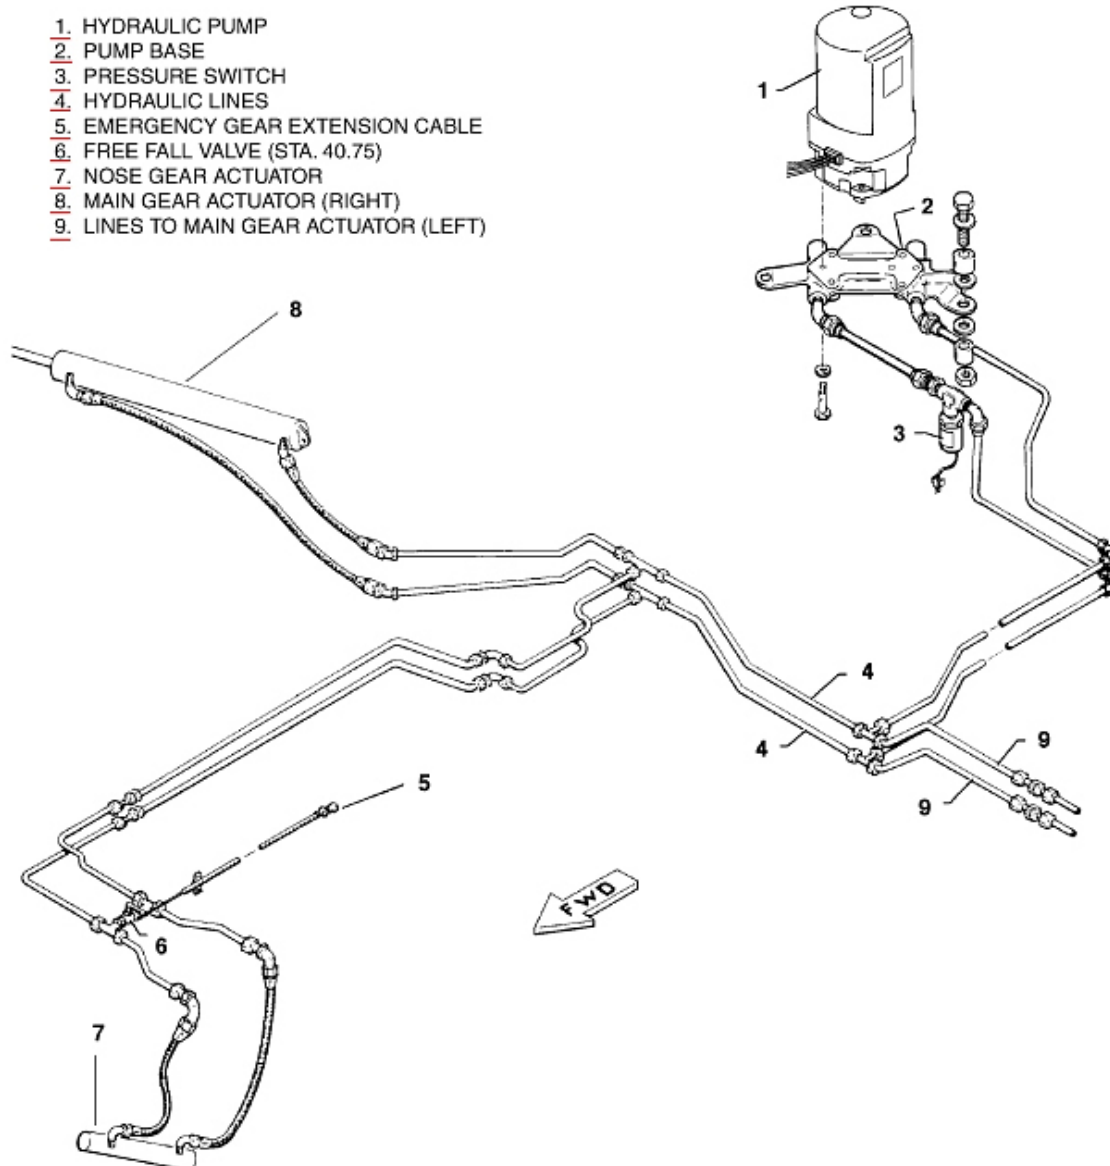 1. HYDRAULIC PUMP
2. PUMP BASE
3. PRESSURE SWITCH
4. HYDRAULIC LINES
5. EMERGENCY GEAR EXTENSION CABLE
6. FREE FALL VALVE (STA. 40.75)
7. NOSE GEAR ACTUATOR
8. MAIN GEAR ACTUATOR (RIGHT)
9. LINES TO MAIN GEAR ACTUATOR (LEFT)
1
2
8
3
4
4
9
9
5
FWD
6
7